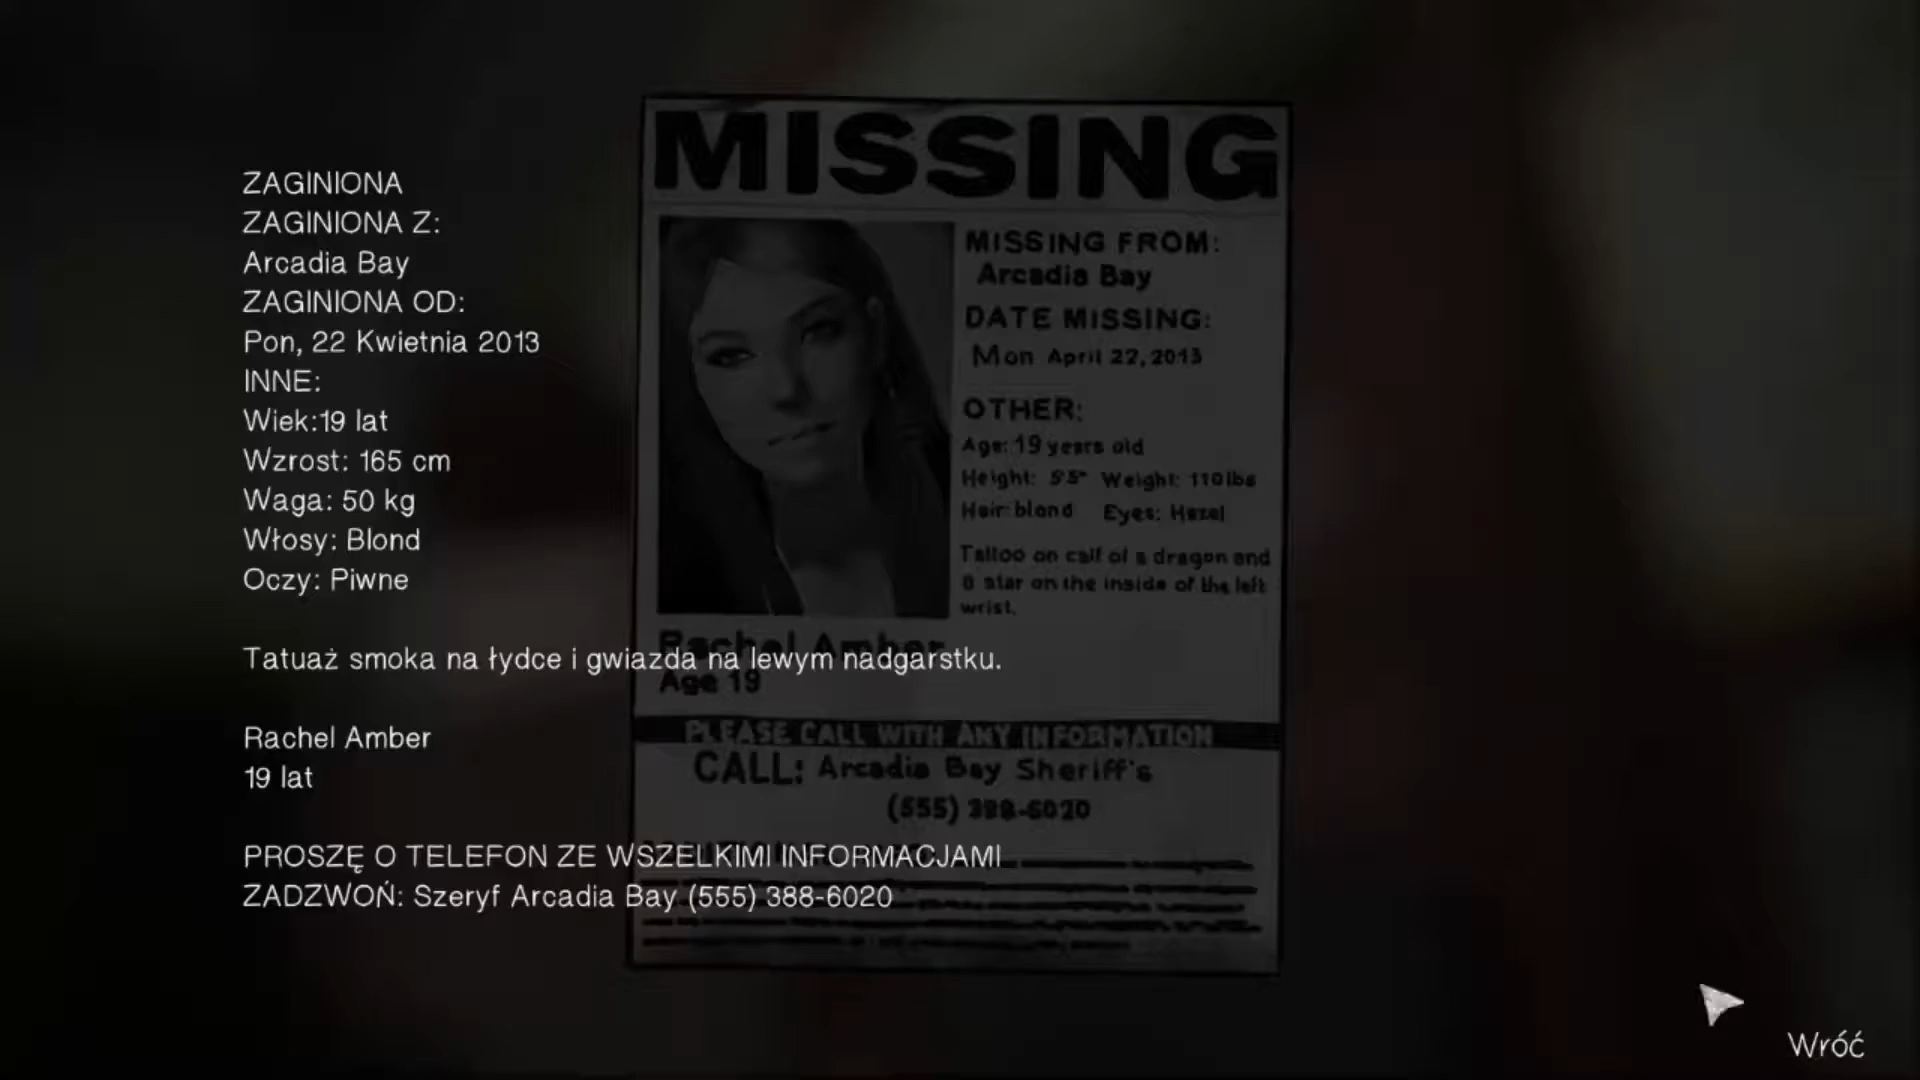 ZAGINIONA
ZAGINIONA Z:
Arcadia Bay
ZAGINIONA OD:
Pon, 22 Kwietnia 2013
INNE:
Wiek:19 lat
Wzrost: 165 cm
Waga: 50 kg
Włosy: Blond
Oczy: Piwne
Tatuaż smoka na łydce i gwiazda na lewym nadgarstku.
Rachel Amber
19 lat
PROSZĘ O TELEFON ZE WSZELKIMI INFORMACJAMI
ZADZWOŃ: Szeryf Arcadia Bay (555) 388-6020
MISSING
MISSING FROM:
Arcadia Bay
DATE MISSING:
Mon April 22, 2013
OTHER:
Age: 19 years old
Height: 5'5" Weight: 110 lbs
Hair: blond Eyes: Hazel
Tattoo on calf of a dragon and
a star on the inside of the left
wrist.
Rachel Amber
Age 19
PLEASE CALL WITH ANY INFORMATION
CALL: Arcadia Bay Sheriff's
(555) 388-6020
Wróć